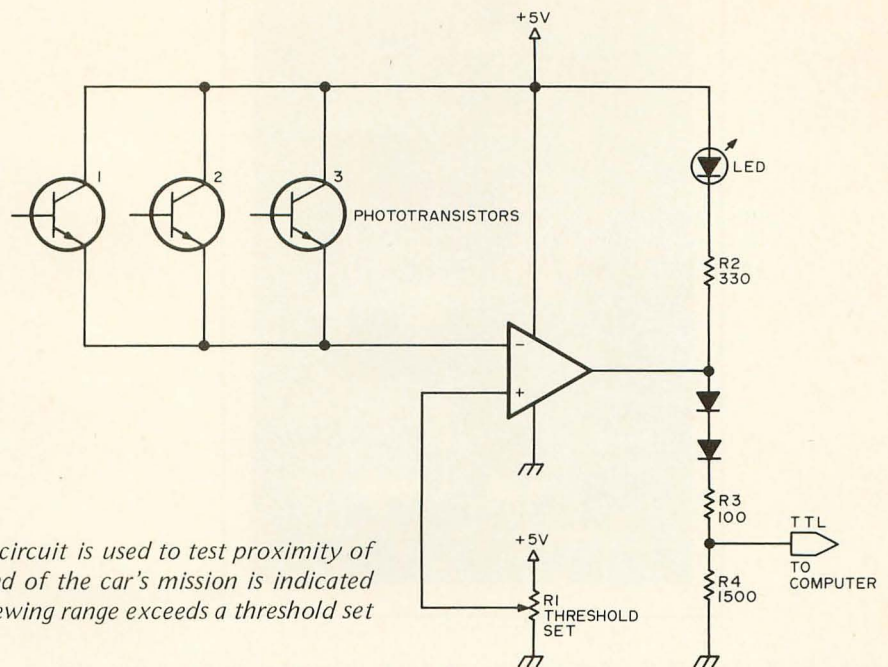 +5V
1
2
3
PHOTOTRANSISTORS
LED
R2
330
-
+
R3
100
TTL
TO
COMPUTER
R4
1500
+5V
R1
THRESHOLD
SET
circuit is used to test proximity of
d of the car's mission is indicated
ewing range exceeds a threshold set